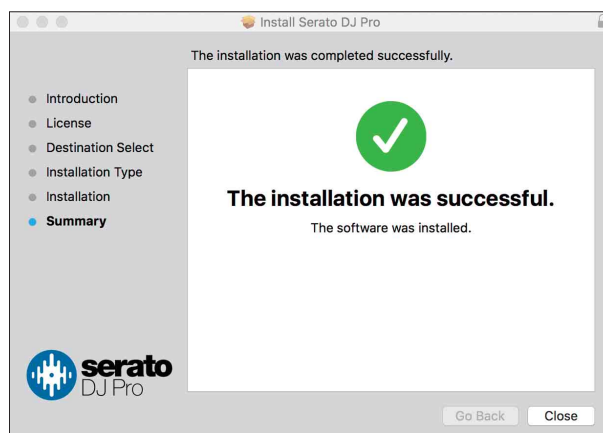 Install Serato DJ Pro
The installation was completed successfully.
Introduction
License
Destination Select
Installation Type
Installation
Summary
The installation was successful.
The software was installed.
serato
DJ Pro
Go Back
Close